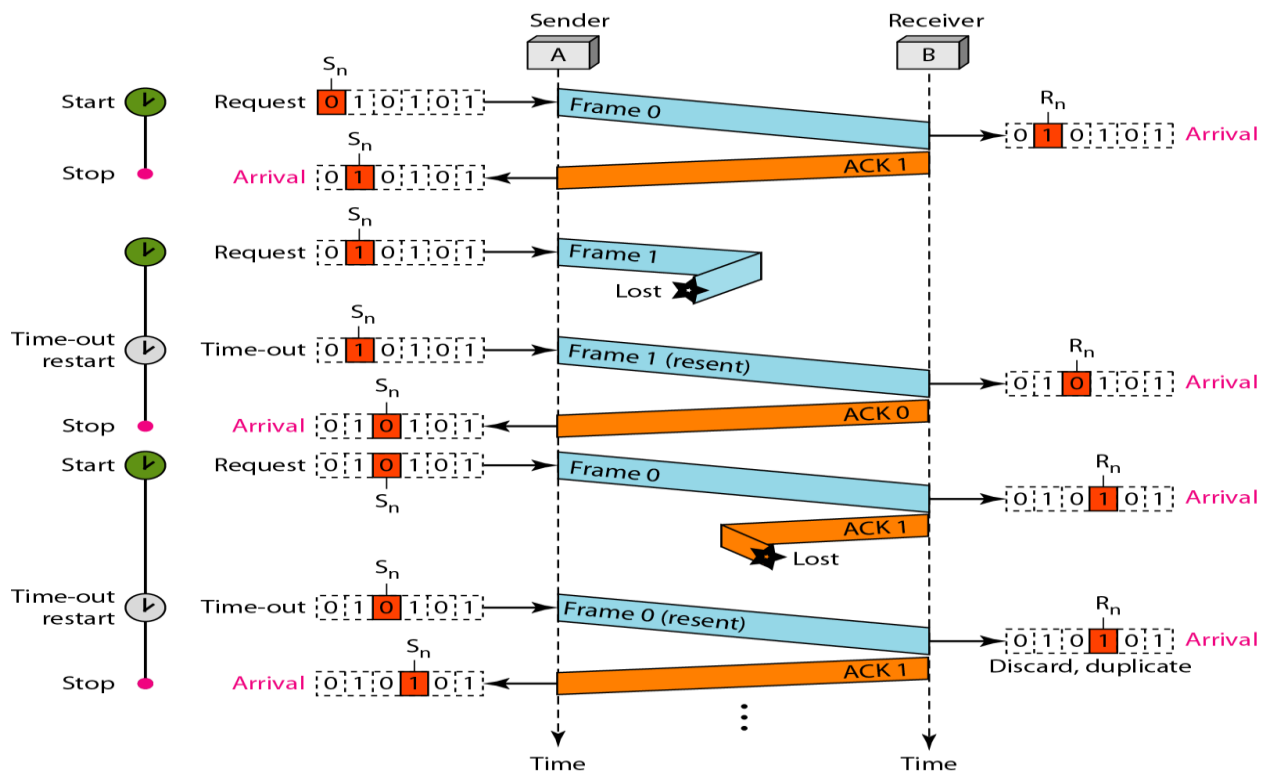 Sender
Receiver
A
B
Sn
Start
Request
0 1 0 1 0 1
Frame 0
Rn
0 1 0 1 0 1
Arrival
Sn
Stop
Arrival
0 1 0 1 0 1
ACK 1
Sn
Request
0 1 0 1 0 1
Frame 1
Lost
Sn
Time-out
restart
Time-out
0 1 0 1 0 1
Frame 1 (resent)
Rn
0 1 0 1 0 1
Arrival
Sn
Stop
Arrival
0 1 0 1 0 1
ACK 0
Start
Request
0 1 0 1 0 1
Sn
Frame 0
Rn
0 1 0 1 0 1
Arrival
ACK 1
Lost
Sn
Time-out
restart
Time-out
0 1 0 1 0 1
Frame 0 (resent)
Rn
0 1 0 1 0 1
Arrival
Discard, duplicate
Sn
Stop
Arrival
0 1 0 1 0 1
ACK 1
Time
Time